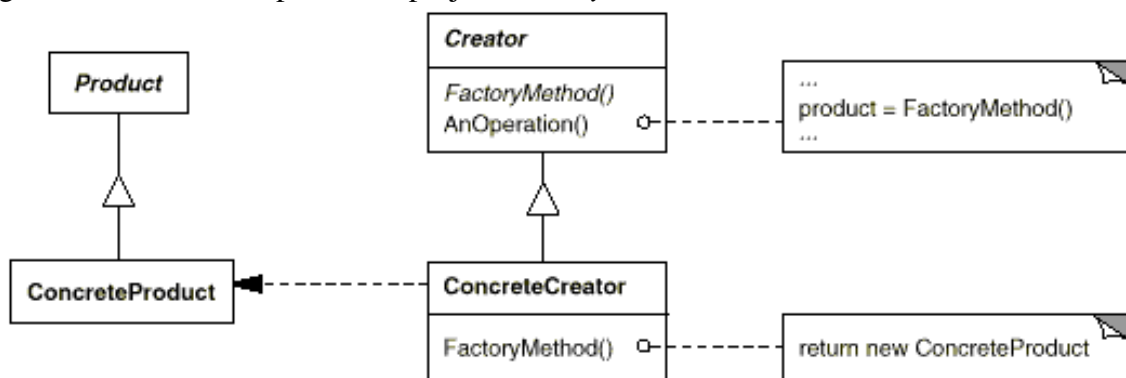 Creator
Product
FactoryMethod()
AnOperation()
...
product = FactoryMethod()
...
ConcreteProduct
ConcreteCreator
FactoryMethod()
return new ConcreteProduct